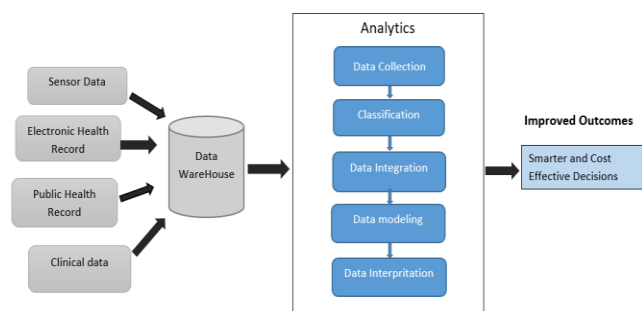 Sensor Data
Electronic Health
Record
Public Health
Record
Clinical data
Data
WareHouse
Analytics
Data Collection
Classification
Data Integration
Data modeling
Data Interpritation
Improved Outcomes
Smarter and Cost
Effective Decisions